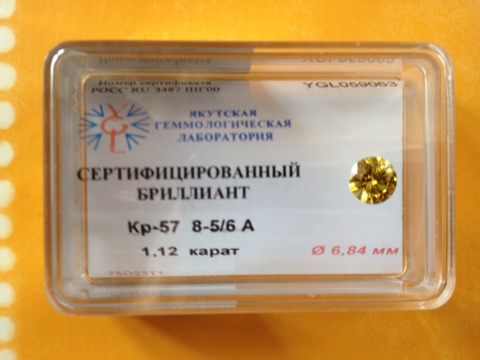 Номер сертификата
РОСС RU.3487.ШГ00
YGL059063
ЯКУТСКАЯ
ГЕММОЛОГИЧЕСКАЯ
ЛАБОРАТОРИЯ
СЕРТИФИЦИРОВАННЫЙ
БРИЛЛИАНТ
Кр-57 8-5/6 А
1,12 карат
Ø 6,84 мм